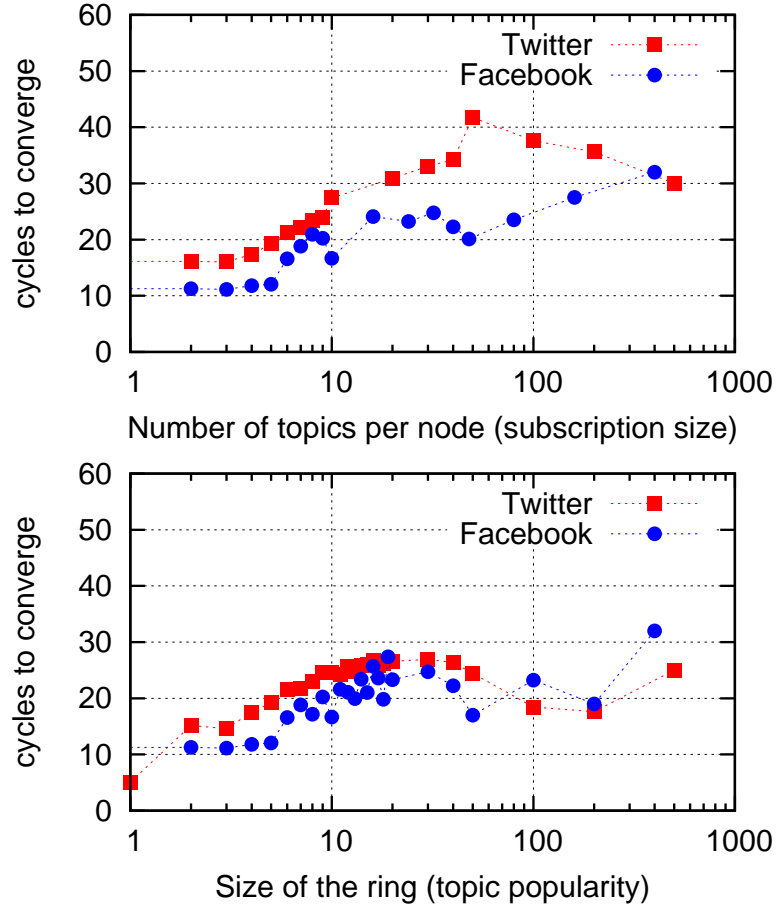 60
50
40
30
20
10
0
cycles to converge
Twitter
Facebook
1 10 100 1000
Number of topics per node (subscription size)
60
50
40
30
20
10
0
cycles to converge
Twitter
Facebook
1 10 100 1000
Size of the ring (topic popularity)